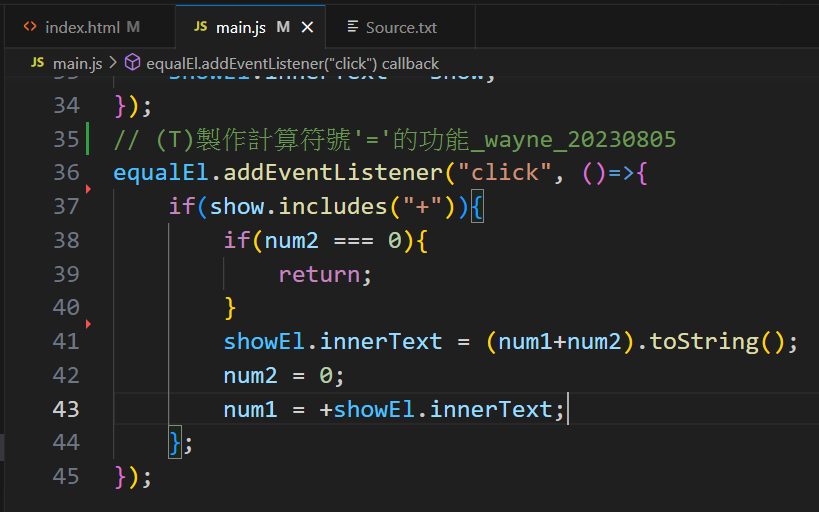 index.html M
JS main.js M ×
Source.txt
JS main.js > equalEl.addEventListener("click") callback
34 });
35 // (T)製作計算符號'='的功能_wayne_20230805
36 equalEl.addEventListener("click", ()=>{
37 if(show.includes("+")){
38 if(num2 === 0){
39 return;
40 }
41 showEl.innerText = (num1+num2).toString();
42 num2 = 0;
43 num1 = +showEl.innerText;
44 };
45 });